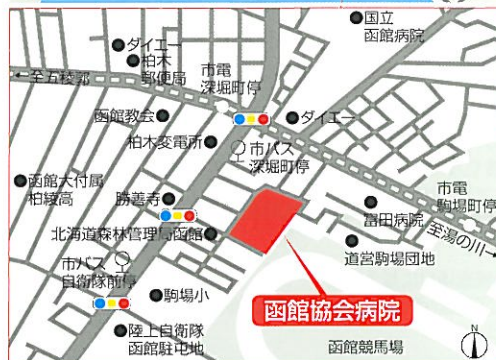 国立
函館病院
ダイエー
柏木
郵便局
←至五稜郭
市電
深堀町停
函館教会
ダイエー
柏木変電所
市バス
深堀町停
函館大付属
柏綾高
勝善寺
市電
駒場町停
富田病院
至湯の川→
北海道森林管理局函館
道営駒場団地
市バス
自衛隊前停
駒場小
函館協会病院
陸上自衛隊
函館駐屯地
函館競馬場
N